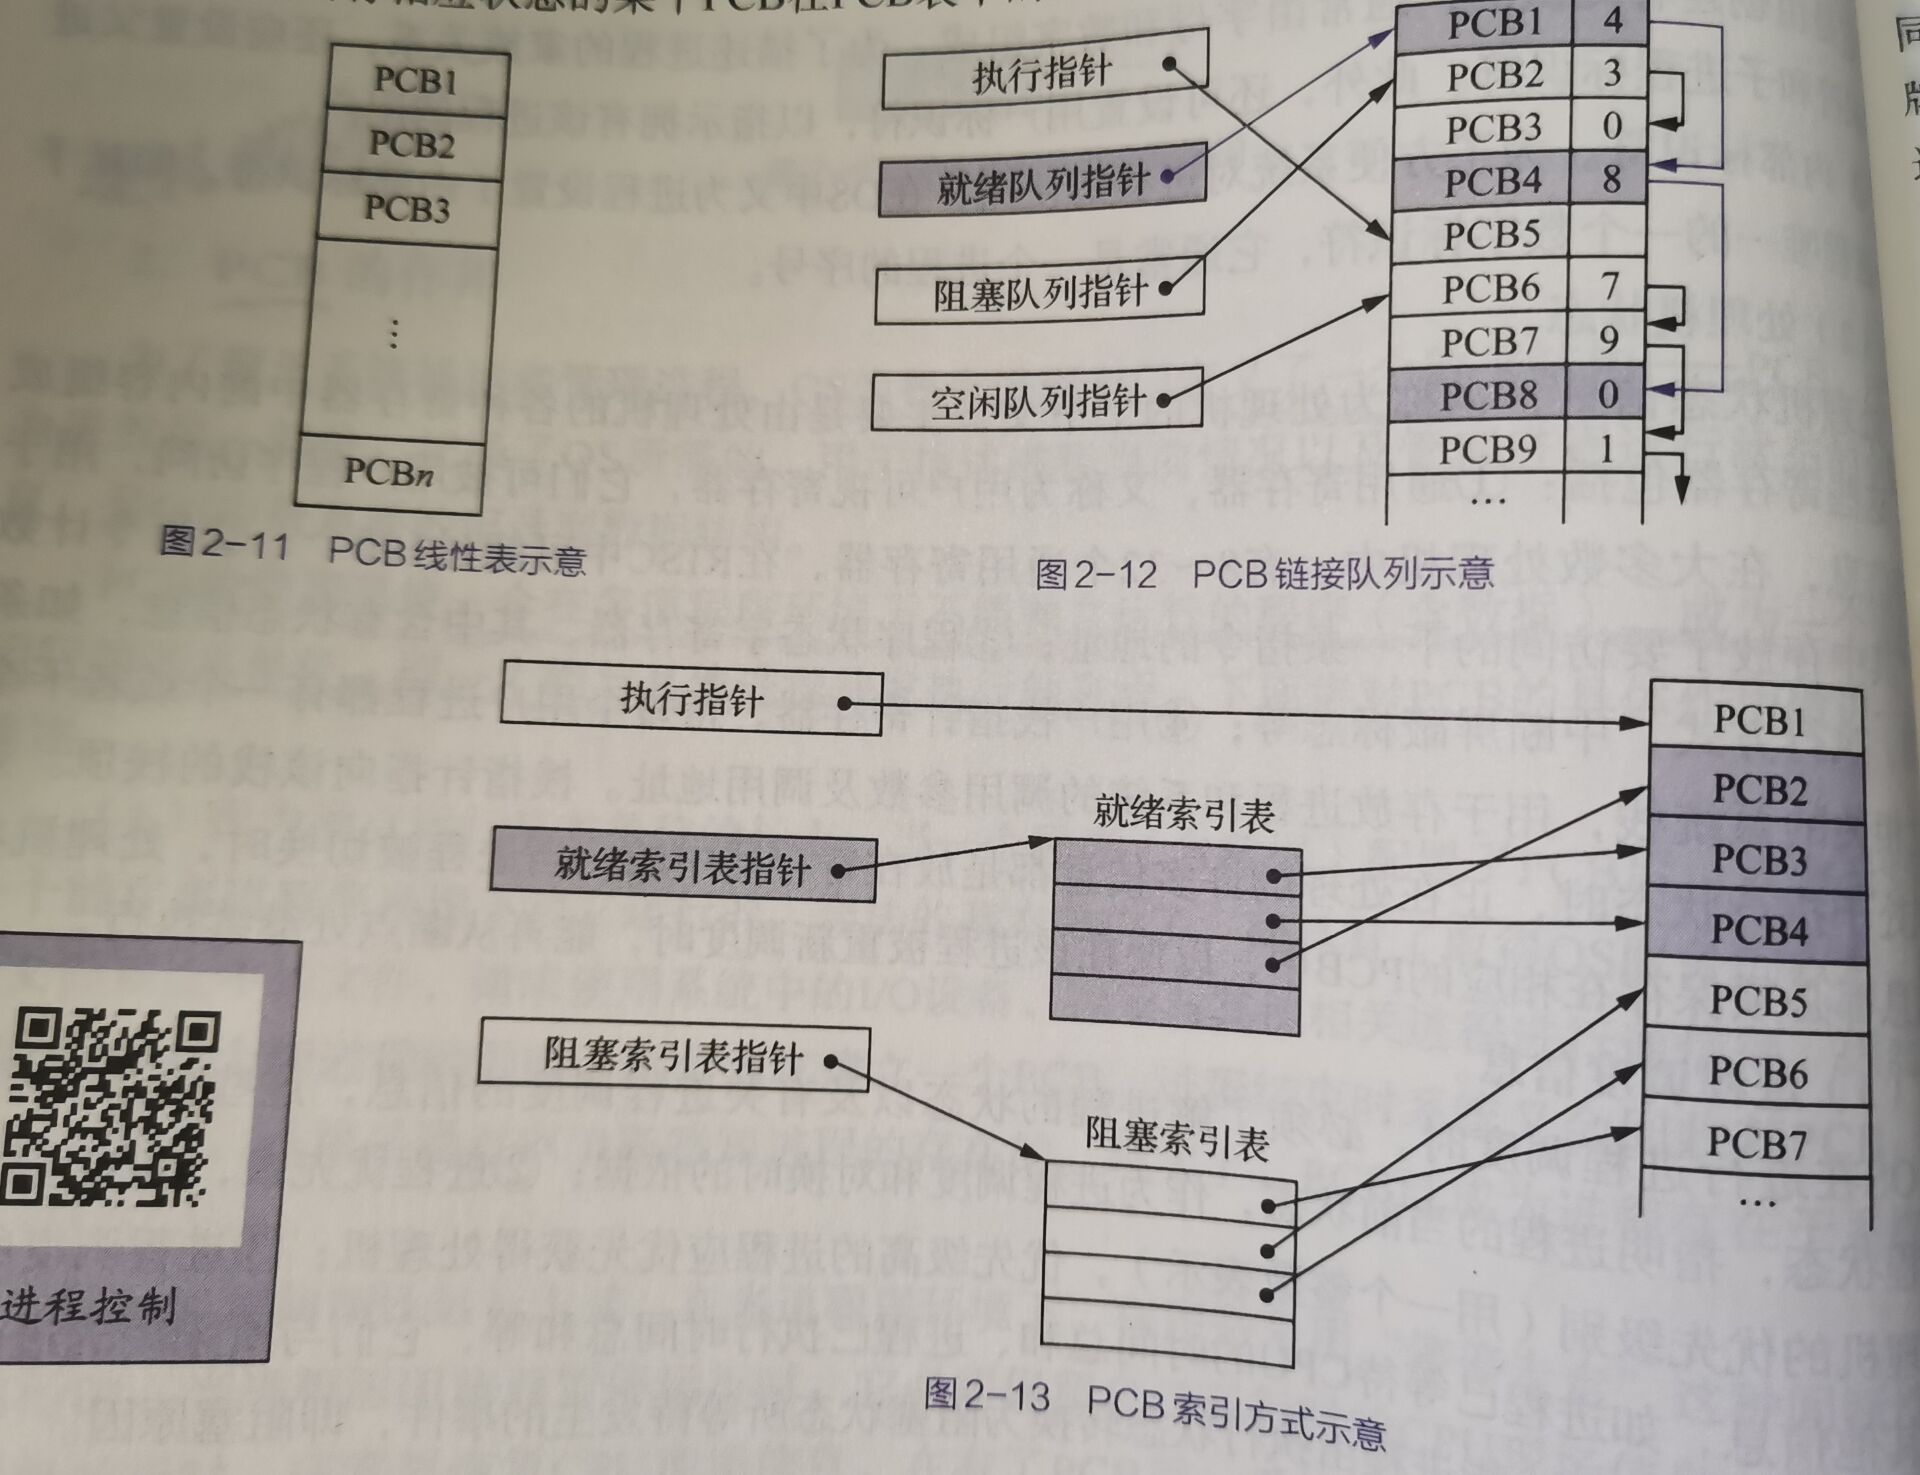 PCB1
PCB2
PCB3
⋮
PCBn
图2-11 PCB线性表示意
执行指针
就绪队列指针
阻塞队列指针
空闲队列指针
PCB1 4
PCB2 3
PCB3 0
PCB4 8
PCB5
PCB6 7
PCB7 9
PCB8 0
PCB9 1
…
图2-12 PCB链接队列示意
执行指针
就绪索引表指针
就绪索引表
阻塞索引表指针
阻塞索引表
PCB1
PCB2
PCB3
PCB4
PCB5
PCB6
PCB7
…
图2-13 PCB索引方式示意
进程控制